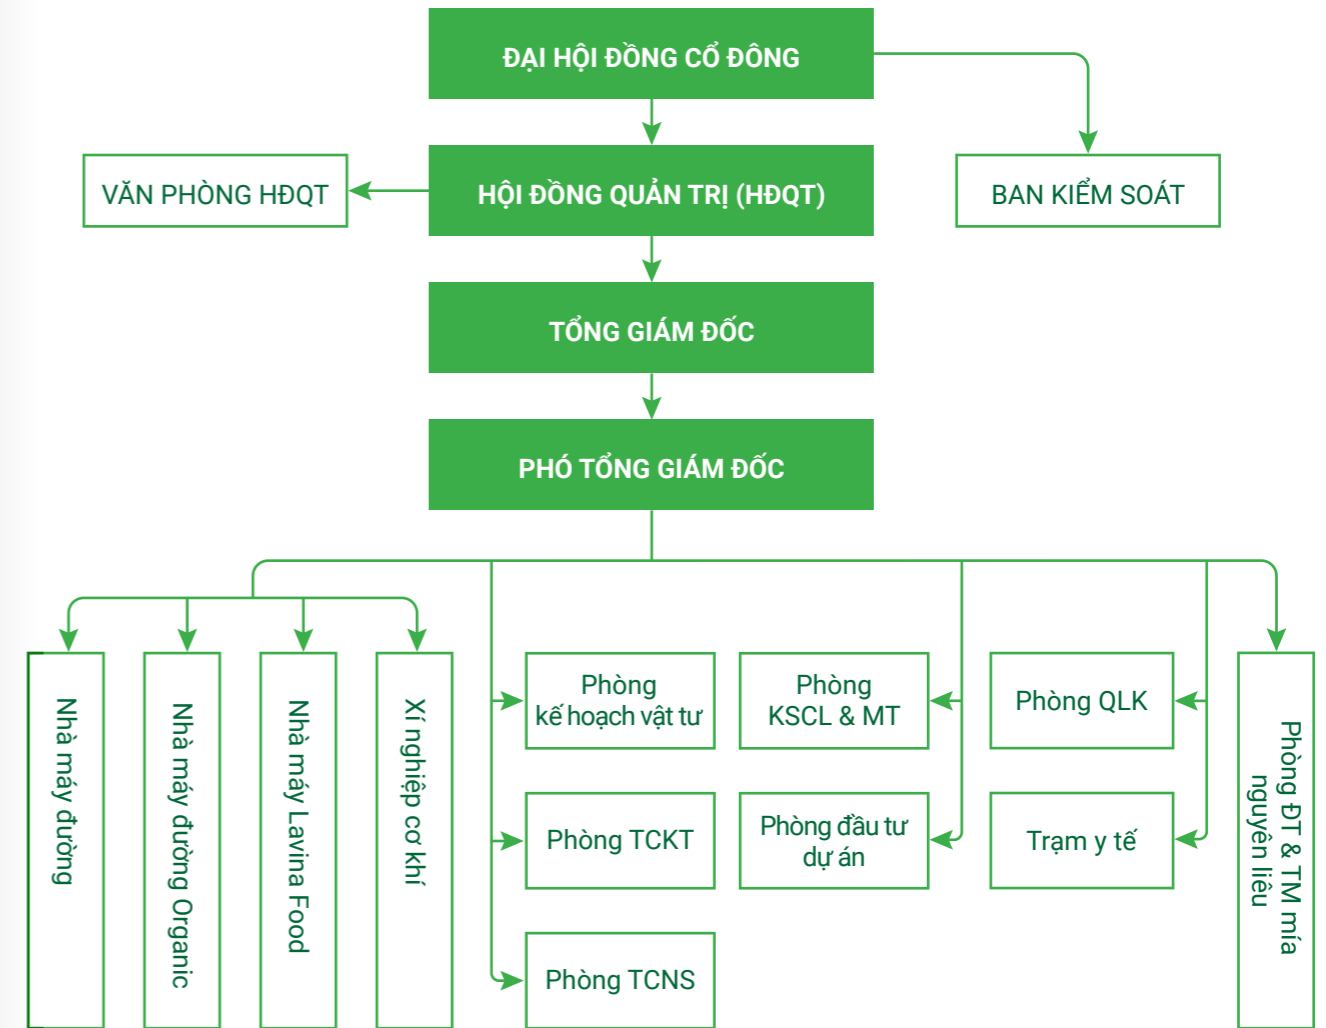 ĐẠI HỘI ĐỒNG CỔ ĐÔNG
VĂN PHÒNG HĐQT
HỘI ĐỒNG QUẢN TRỊ (HĐQT)
BAN KIỂM SOÁT
TỔNG GIÁM ĐỐC
PHÓ TỔNG GIÁM ĐỐC
Nhà máy đường
Nhà máy đường Organic
Nhà máy Lavina Food
Xí nghiệp cơ khí
Phòng
kế hoạch vật tư
Phòng
KSCL & MT
Phòng QLK
Phòng TCKT
Phòng đầu tư
dự án
Trạm y tế
Phòng TCNS
Phòng ĐT & TM mía
nguyên liêu